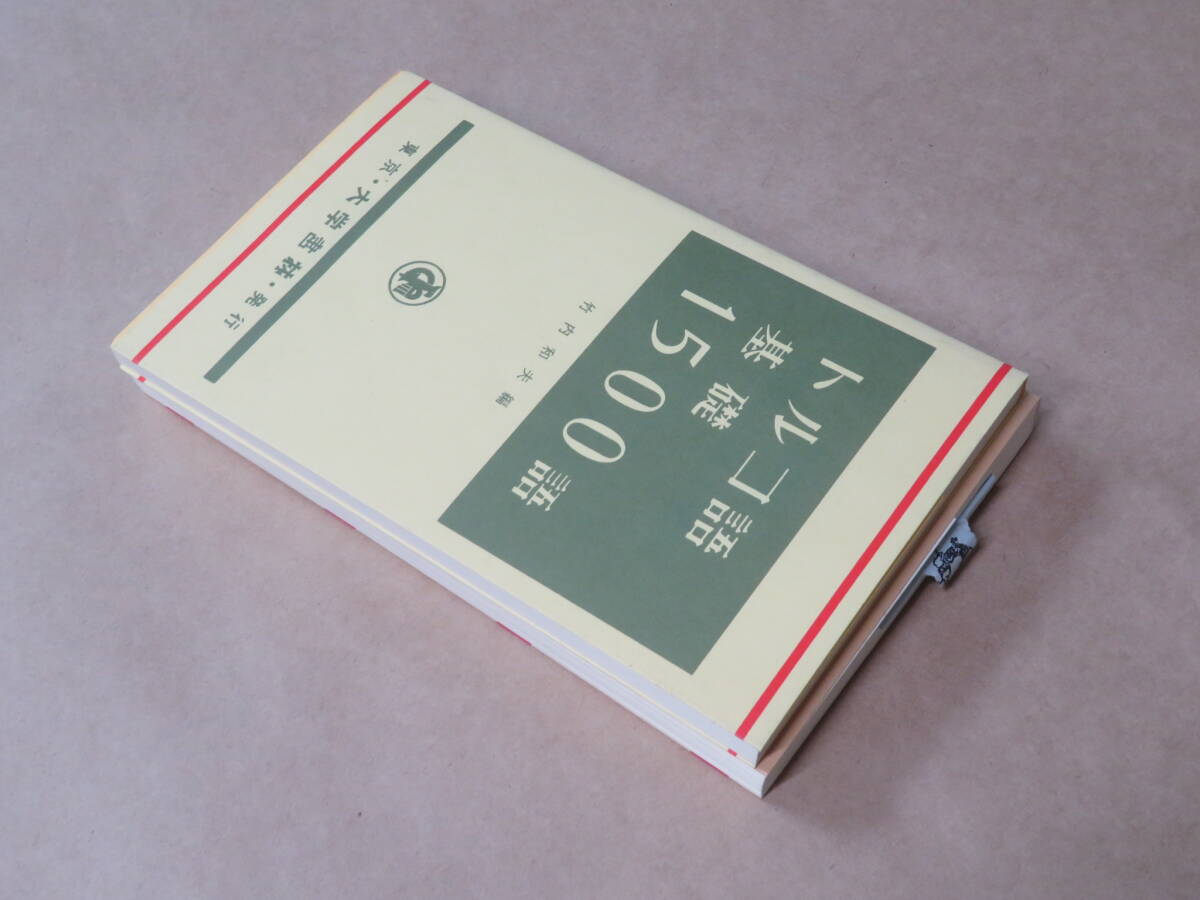 トルコ語
基礎
1500語
竹内和夫編
東京・大学書林・発行